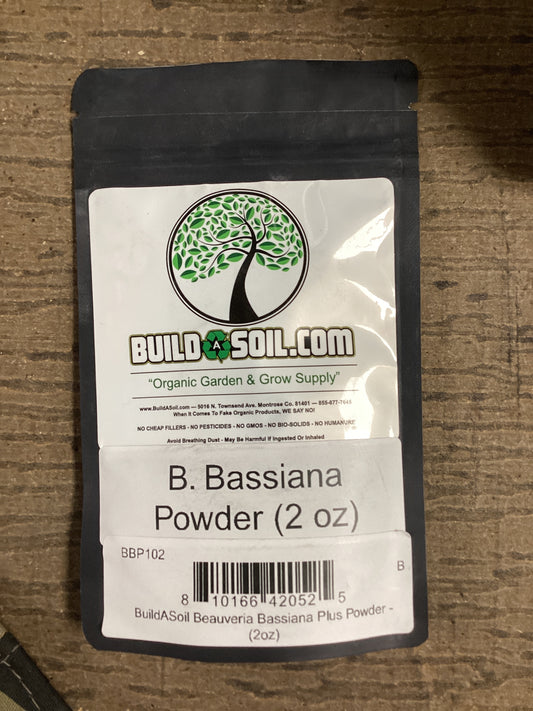 BUILD A SOIL.COM
"Organic Garden & Grow Supply"
www.BuildASoil.com — 5016 N. Townsend Ave. Montrose Co. 81401 — 855-877-7645
When It Comes To Fake Organic Products, WE SAY NO!
NO CHEAP FILLERS - NO PESTICIDES - NO GMOS - NO BIO-SOLIDS - NO HUMANURE
Avoid Breathing Dust - May Be Harmful If Ingested Or Inhaled
B. Bassiana
Powder (2 oz)
BBP102
B
8 10166 42052 5
BuildASoil Beauveria Bassiana Plus Powder -
(2oz)